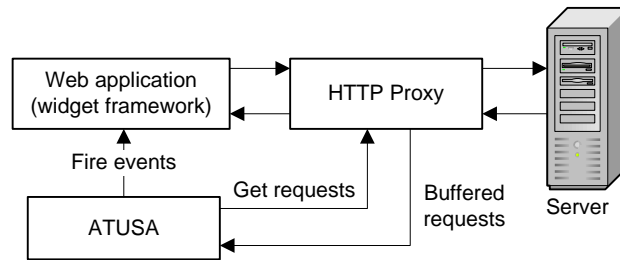 Web application
(widget framework)
HTTP Proxy
Fire events
Get requests
Buffered
requests
Server
ATUSA